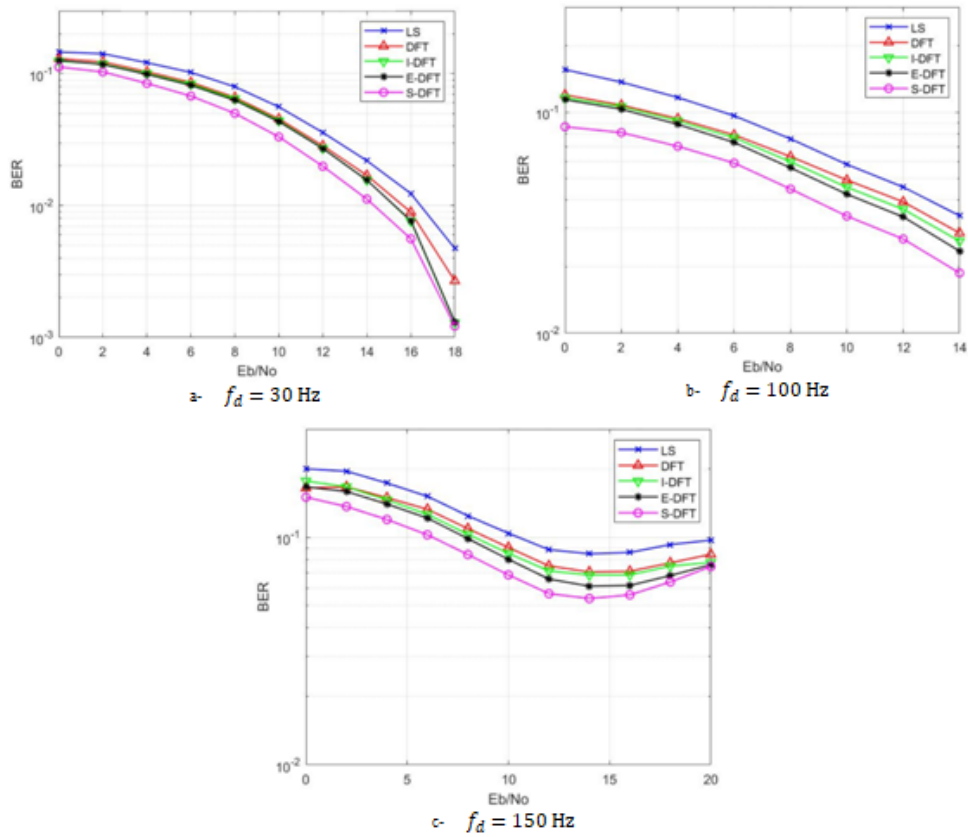 LS
DFT
I-DFT
E-DFT
S-DFT
10⁻¹
10⁻²
10⁻³
BER
0 2 4 6 8 10 12 14 16 18
Eb/No
a- f_d = 30 Hz
LS
DFT
I-DFT
E-DFT
S-DFT
10⁻¹
10⁻²
BER
0 2 4 6 8 10 12 14
Eb/No
b- f_d = 100 Hz
LS
DFT
I-DFT
E-DFT
S-DFT
10⁻¹
10⁻²
BER
0 5 10 15 20
Eb/No
c- f_d = 150 Hz